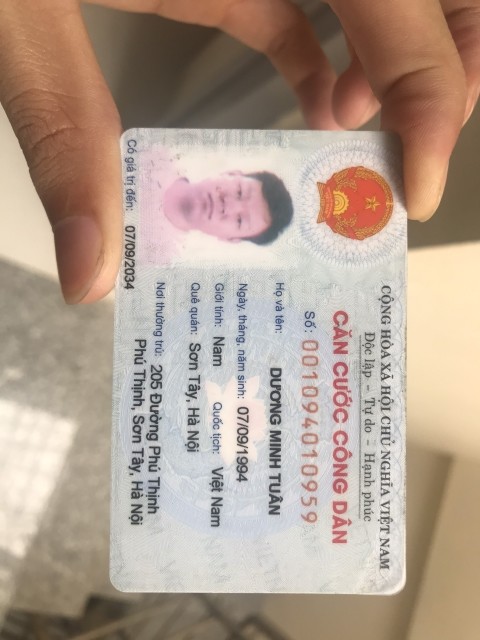 CỘNG HÒA XÃ HỘI CHỦ NGHĨA VIỆT NAM
Độc lập - Tự do - Hạnh phúc
CĂN CƯỚC CÔNG DÂN
Số: 001094010959
Họ và tên: DƯƠNG MINH TUÂN
Ngày, tháng, năm sinh: 07/09/1994
Giới tính: Nam Quốc tịch: Việt Nam
Quê quán: Sơn Tây, Hà Nội
Nơi thường trú: 205 Đường Phú Thịnh
Phú Thịnh, Sơn Tây, Hà Nội
Có giá trị đến: 07/09/2034